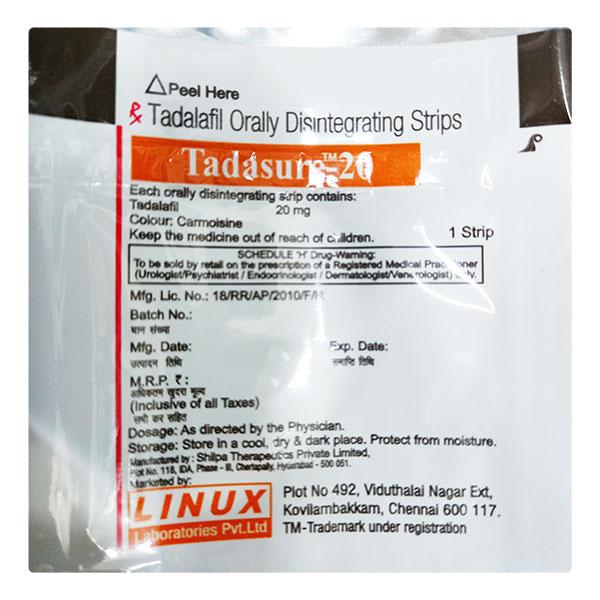 Peel Here
Rx Tadalafil Orally Disintegrating Strips
Tadasure™-20
Each orally disintegrating strip contains:
Tadalafil 20 mg
Colour: Carmoisine
Keep the medicine out of reach of children. 1 Strip
SCHEDULE 'H' Drug-Warning:
To be sold by retail on the prescription of a Registered Medical Practitioner
(Urologist/Psychiatrist / Endocrinologist / Dermatologist/Venerologist) only.
Mfg. Lic. No.: 18/RR/AP/2010/F/R
Batch No.:
घान संख्या
Mfg. Date: Exp. Date:
उत्पादन तिथि समाप्ति तिथि
M.R.P. ₹ :
अधिकतम खुदरा मूल्य
(Inclusive of all Taxes)
सभी कर सहित
Dosage: As directed by the Physician.
Storage: Store in a cool, dry & dark place. Protect from moisture.
Manufactured by : Shilpa Therapeutics Private Limited,
Plot No. 118, IDA, Phase - III, Cherlapally, Hyderabad - 500 051.
Marketed by:
LINUX Plot No 492, Viduthalai Nagar Ext,
Laboratories Pvt.Ltd Kovilambakkam, Chennai 600 117.
TM-Trademark under registration